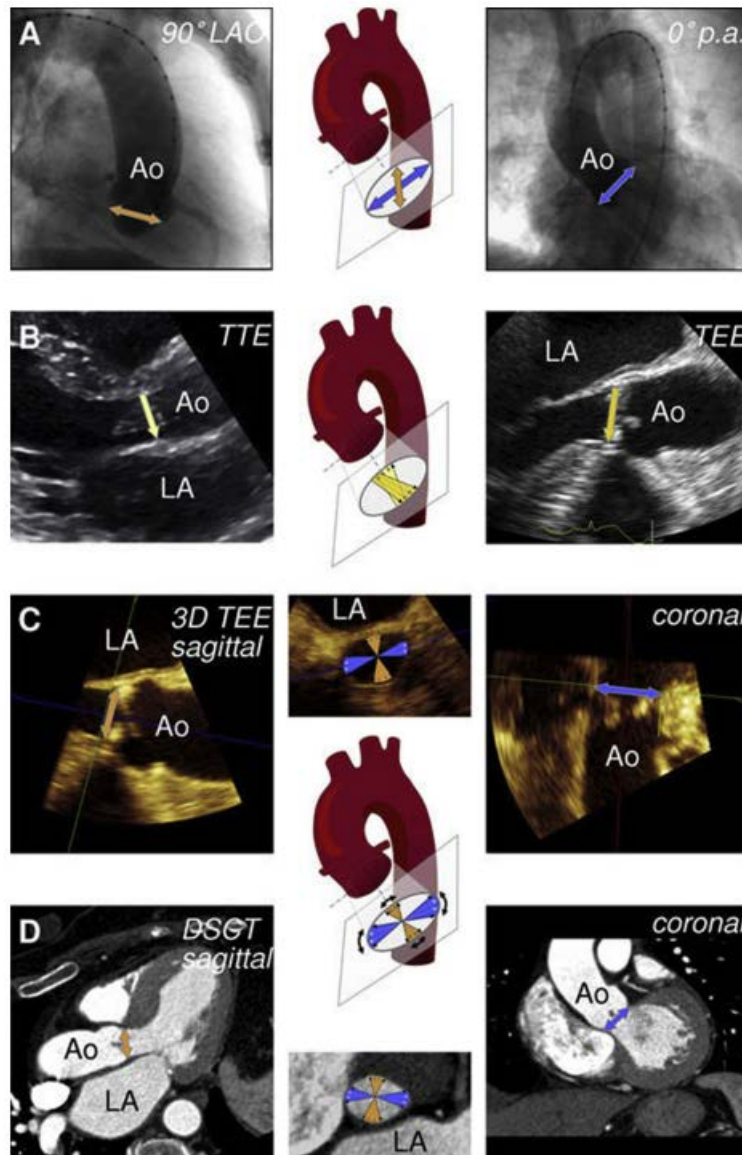 A
90° LAO
Ao
0° p.a.
Ao
B
TTE
Ao
LA
TEE
LA
Ao
C
3D TEE
sagittal
LA
Ao
LA
coronal
Ao
D
DSCT
sagittal
Ao
LA
LA
coronal
Ao